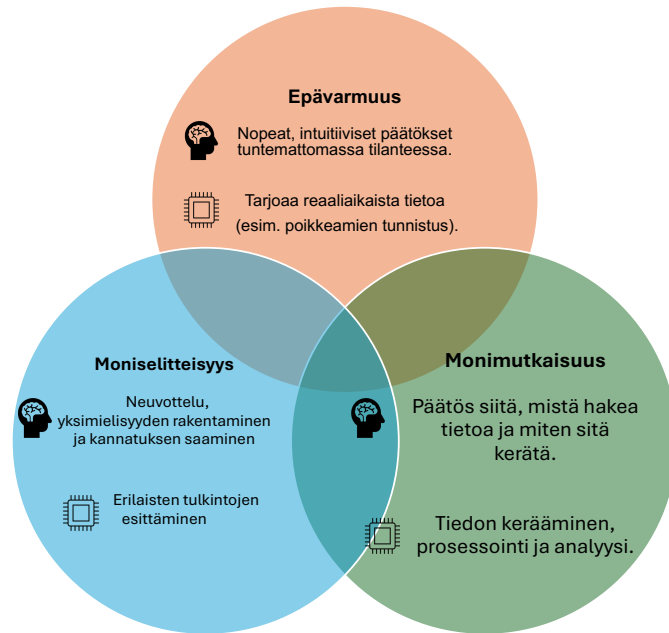 Epävarmuus
Nopeat, intuitiiviset päätökset
tuntemattomassa tilanteessa.
Tarjoaa reaaliaikaista tietoa
(esim. poikkeamien tunnistus).
Moniselitteisyys
Neuvottelu,
yksimielisyyden rakentaminen
ja kannatuksen saaminen
Erilaisten tulkintojen
esittäminen
Monimutkaisuus
Päätös siitä, mistä hakea
tietoa ja miten sitä
kerätä.
Tiedon kerääminen,
prosessointi ja analyysi.